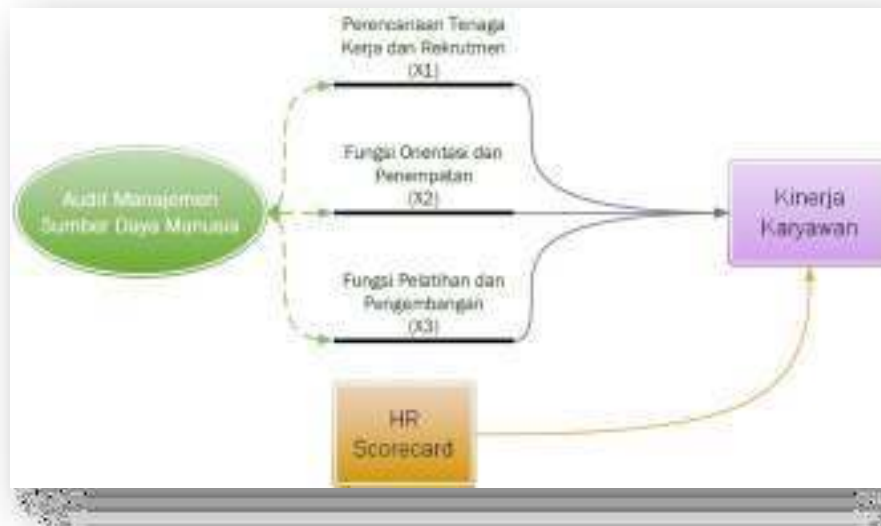 Perencanaan Tenaga
Kerja dan Rekrutmen
(X1)
Fungsi Orientasi dan
Penempatan
(X2)
Audit Manajemen
Sumber Daya Manusia
Kinerja
Karyawan
Fungsi Pelatihan dan
Pengembangan
(X3)
HR
Scorecard